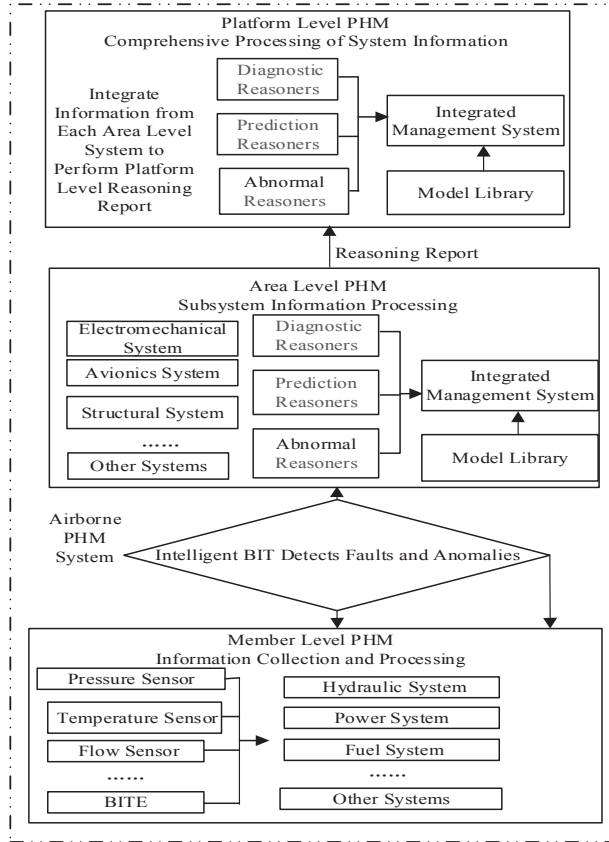 Platform Level PHM
Comprehensive Processing of System Information
Integrate
Information from
Each Area Level
System to
Perform Platform
Level Reasoning
Report
Diagnostic
Reasoners
Prediction
Reasoners
Abnormal
Reasoners
Integrated
Management System
Model Library
Reasoning Report
Area Level PHM
Subsystem Information Processing
Electromechanical
System
Avionics System
Structural System
......
Other Systems
Diagnostic
Reasoners
Prediction
Reasoners
Abnormal
Reasoners
Integrated
Management System
Model Library
Airborne
PHM
System
Intelligent BIT Detects Faults and Anomalies
Member Level PHM
Information Collection and Processing
Pressure Sensor
Temperature Sensor
Flow Sensor
......
BITE
Hydraulic System
Power System
Fuel System
......
Other Systems